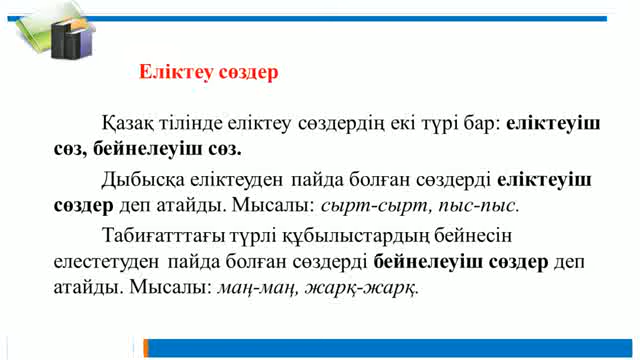 Еліктеу сөздер
Қазақ тілінде еліктеу сөздердің екі түрі бар: еліктеуіш
сөз, бейнелеуіш сөз.
Дыбысқа еліктеуден пайда болған сөздерді еліктеуіш
сөздер деп атайды. Мысалы: сырт-сырт, пыс-пыс.
Табиғатттағы түрлі құбылыстардың бейнесін
елестетуден пайда болған сөздерді бейнелеуіш сөздер деп
атайды. Мысалы: маң-маң, жарқ-жарқ.